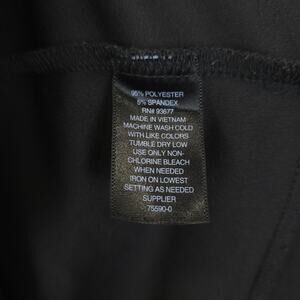 95% POLYESTER
5% SPANDEX
RN# 93677
MADE IN VIETNAM
MACHINE WASH COLD
WITH LIKE COLORS
TUMBLE DRY LOW
USE ONLY NON-
CHLORINE BLEACH
WHEN NEEDED
IRON ON LOWEST
SETTING AS NEEDED
SUPPLIER
75590-0